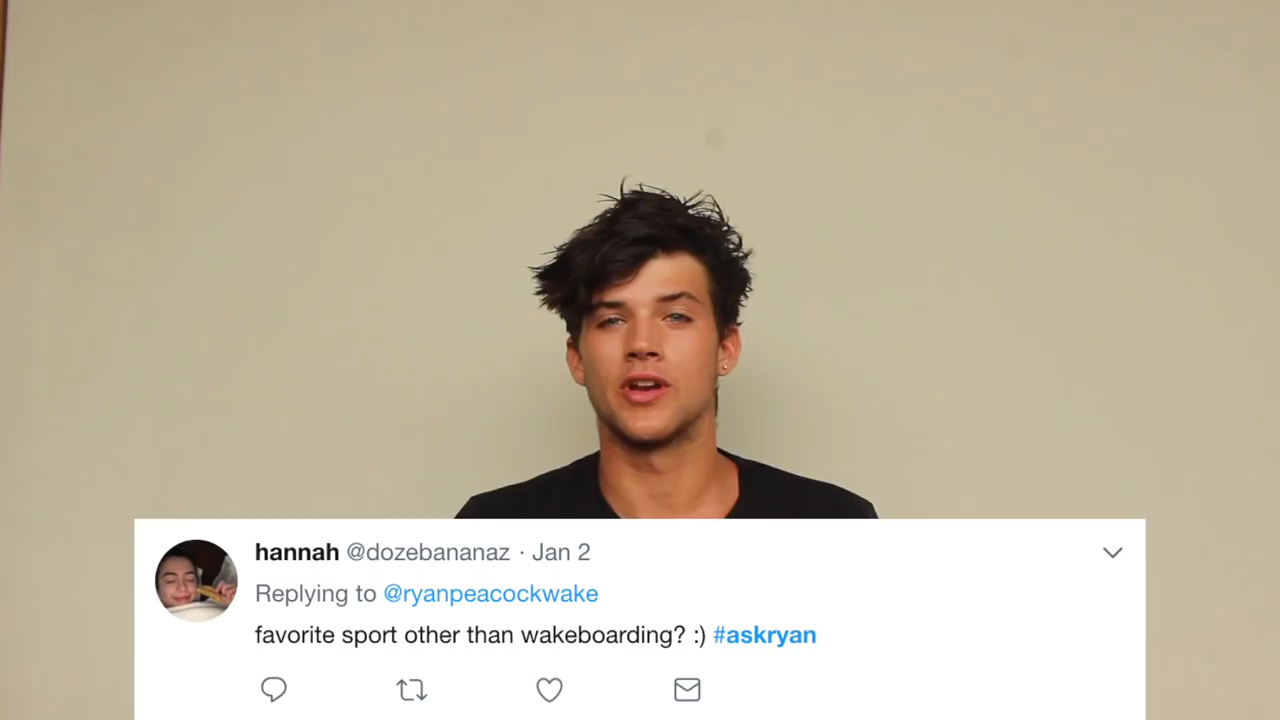 hannah @dozebananaz · Jan 2
Replying to @ryanpeacockwake
favorite sport other than wakeboarding? :) #askryan